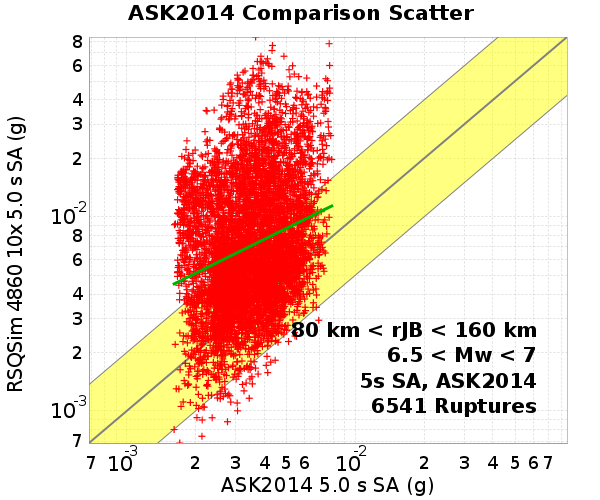 ASK2014 Comparison Scatter
RSQSim 4860 10x 5.0 s SA (g)
8
6
4
3
2
10-2
8
6
4
3
2
10-3
7
80 km < rJB < 160 km
6.5 < Mw < 7
5s SA, ASK2014
6541 Ruptures
7 10-3 2 3 4 5 6 10-2 2 3 4 5 6 7
ASK2014 5.0 s SA (g)